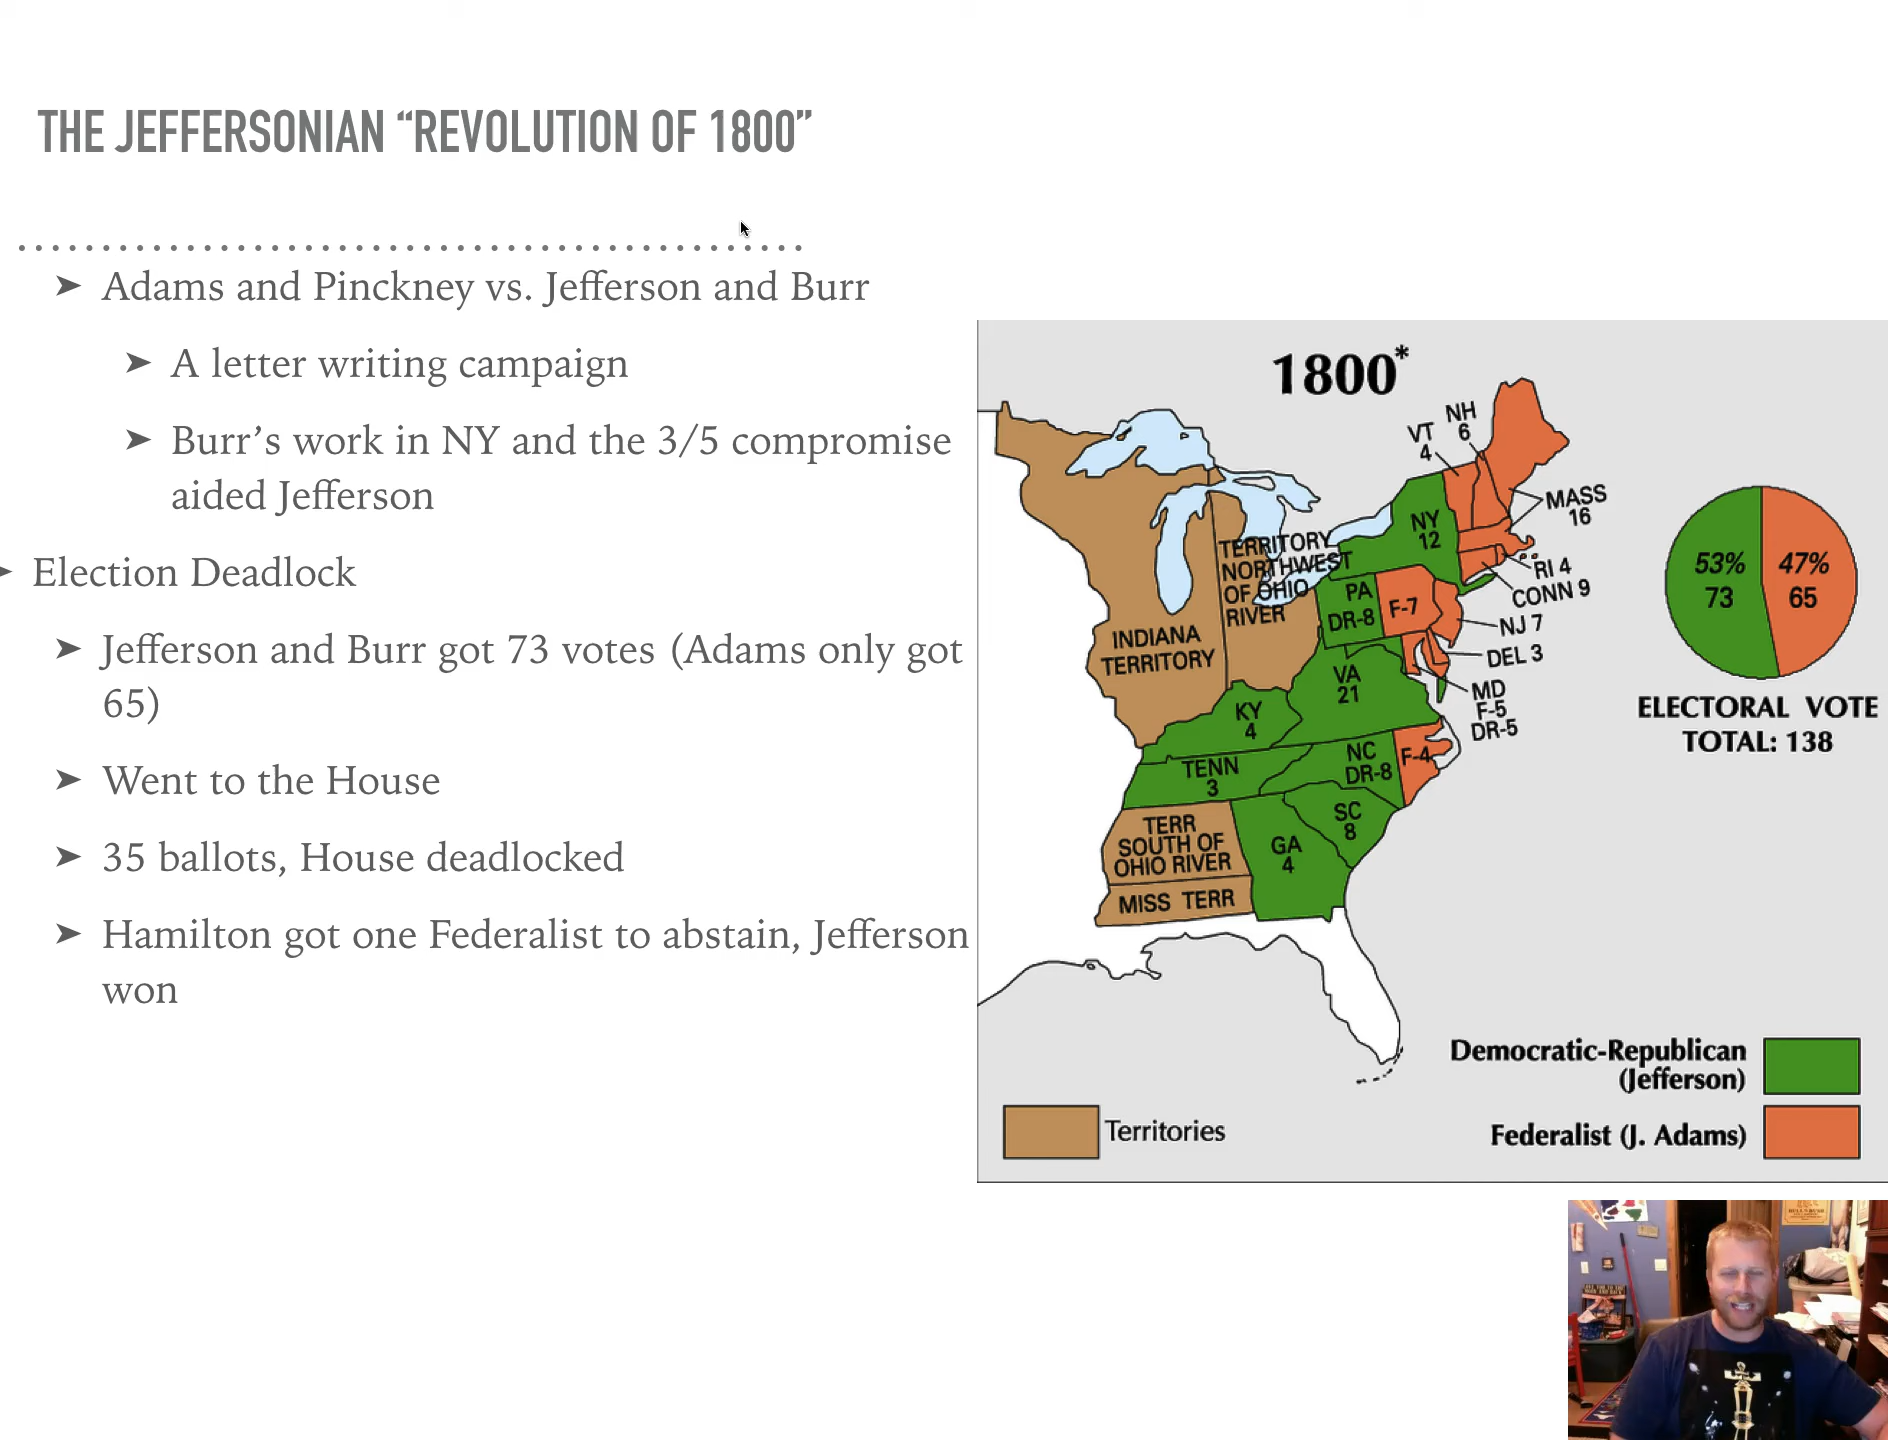 THE JEFFERSONIAN “REVOLUTION OF 1800”
➤ Adams and Pinckney vs. Jefferson and Burr
➤ A letter writing campaign
➤ Burr’s work in NY and the 3/5 compromise
aided Jefferson
➤ Election Deadlock
➤ Jefferson and Burr got 73 votes (Adams only got
65)
➤ Went to the House
➤ 35 ballots, House deadlocked
➤ Hamilton got one Federalist to abstain, Jefferson
won
1800*
NH
6
VT
4
MASS
16
NY
12
RI 4
CONN 9
TERRITORY
NORTHWEST
OF OHIO
RIVER
PA
DR-8
F-7
NJ 7
DEL 3
INDIANA
TERRITORY
VA
21
MD
F-5
DR-5
KY
4
NC
DR-8
F-4
TENN
3
SC
8
TERR
SOUTH OF
OHIO RIVER
GA
4
MISS TERR
53%
73
47%
65
ELECTORAL VOTE
TOTAL: 138
Democratic-Republican
(Jefferson)
Territories
Federalist (J. Adams)